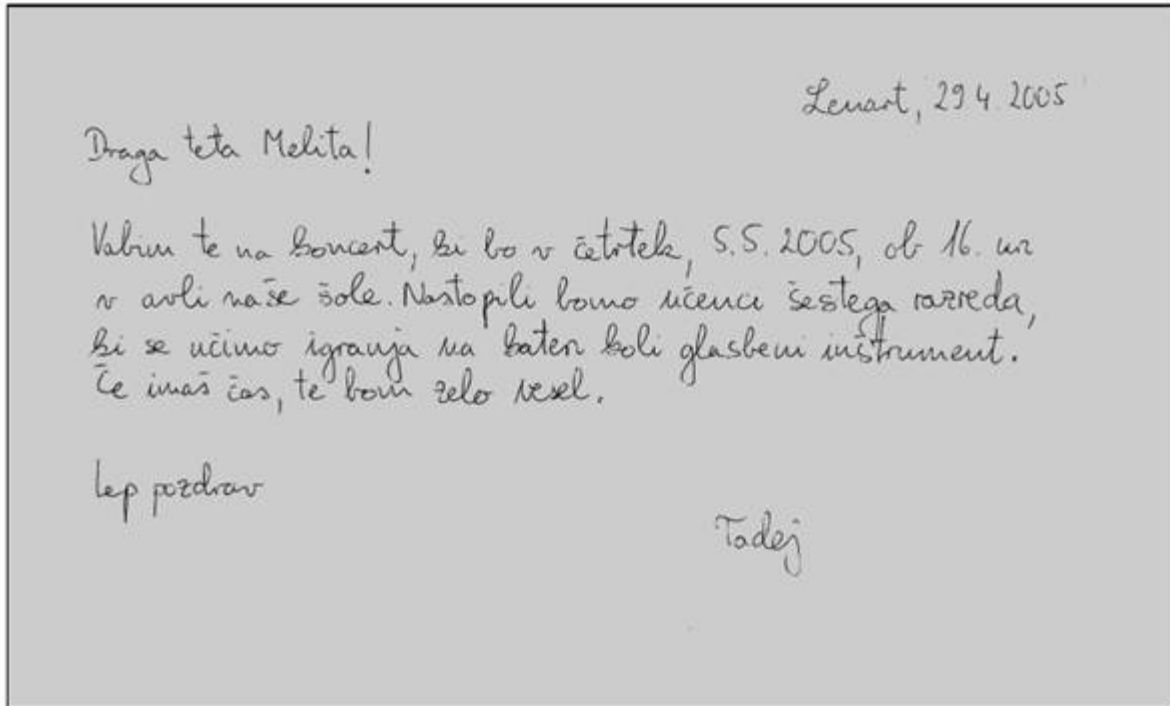 Lenart, 29.4.2005
Draga teta Melita!
Vabim te na koncert, ki bo v četrtek, 5.5.2005, ob 16. uri
v avli naše šole. Nastopili bomo učenci šestega razreda,
ki se učimo igranja na kateri koli glasbeni inštrument.
Če imaš čas, te bom zelo vesel.
Lep pozdrav
Tadej